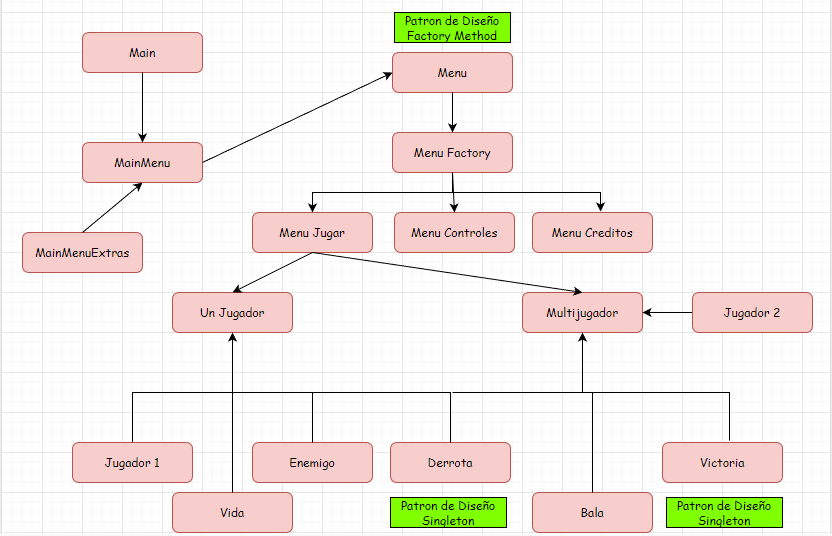 Patron de Diseño
Factory Method
Main
Menu
MainMenu
Menu Factory
MainMenuExtras
Menu Jugar
Menu Controles
Menu Creditos
Un Jugador
Multijugador
Jugador 2
Jugador 1
Enemigo
Derrota
Victoria
Vida
Patron de Diseño
Singleton
Bala
Patron de Diseño
Singleton